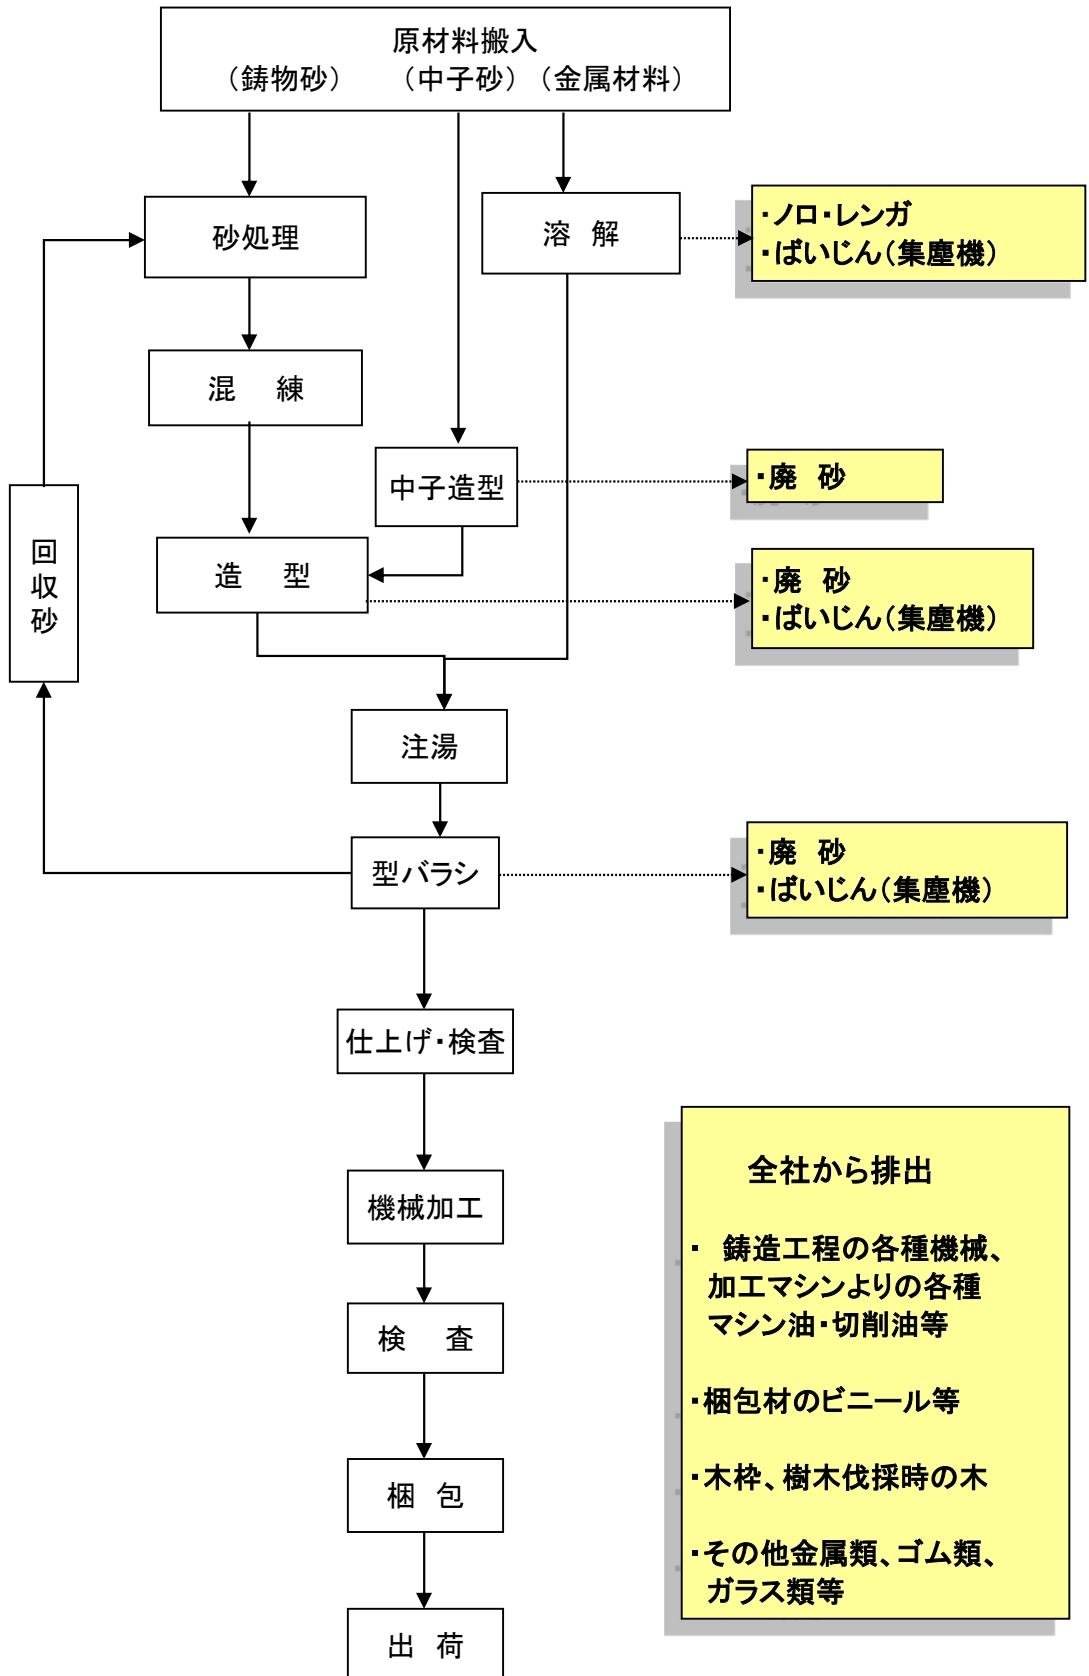 原材料搬入
（鋳物砂）　（中子砂）（金属材料）
砂処理
溶　解
・ノロ・レンガ
・ばいじん（集塵機）
混　練
中子造型
・廃　砂
回収砂
造　型
・廃　砂
・ばいじん（集塵機）
注湯
型バラシ
・廃　砂
・ばいじん（集塵機）
仕上げ・検査
機械加工
検　査
梱　包
出　荷
全社から排出
・　鋳造工程の各種機械、
加工マシンよりの各種
マシン油・切削油等
・梱包材のビニール等
・木枠、樹木伐採時の木
・その他金属類、ゴム類、
ガラス類等